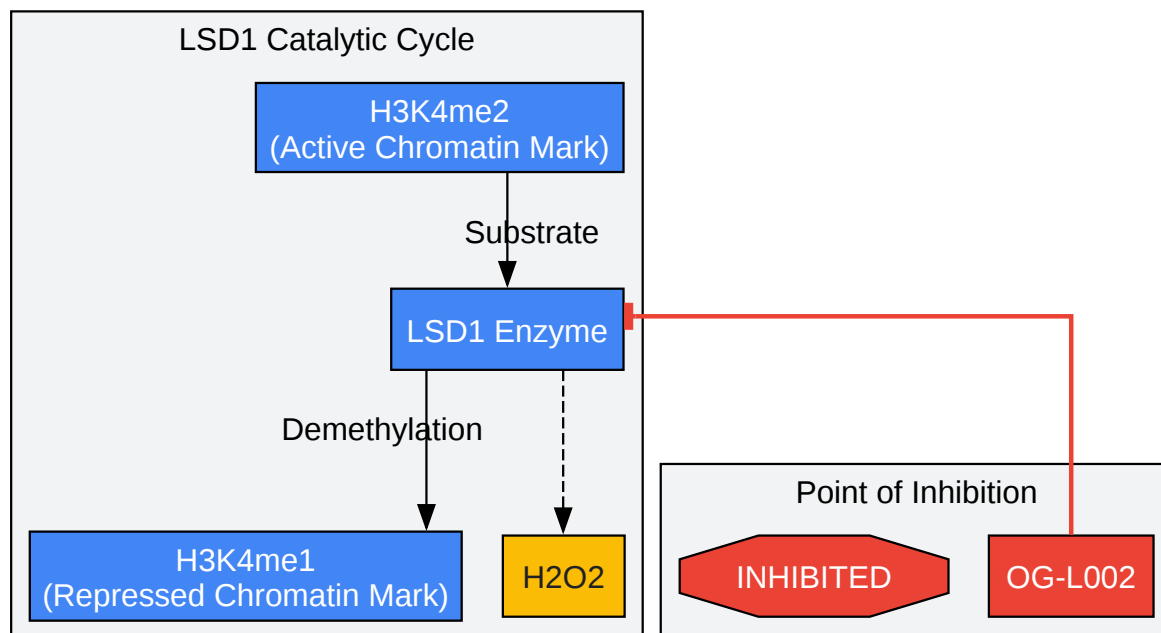 LSD1 Catalytic Cycle
H3K4me2
(Active Chromatin Mark)
Substrate
LSD1 Enzyme
Demethylation
H3K4me1
(Repressed Chromatin Mark)
H2O2
Point of Inhibition
INHIBITED
OG-L002